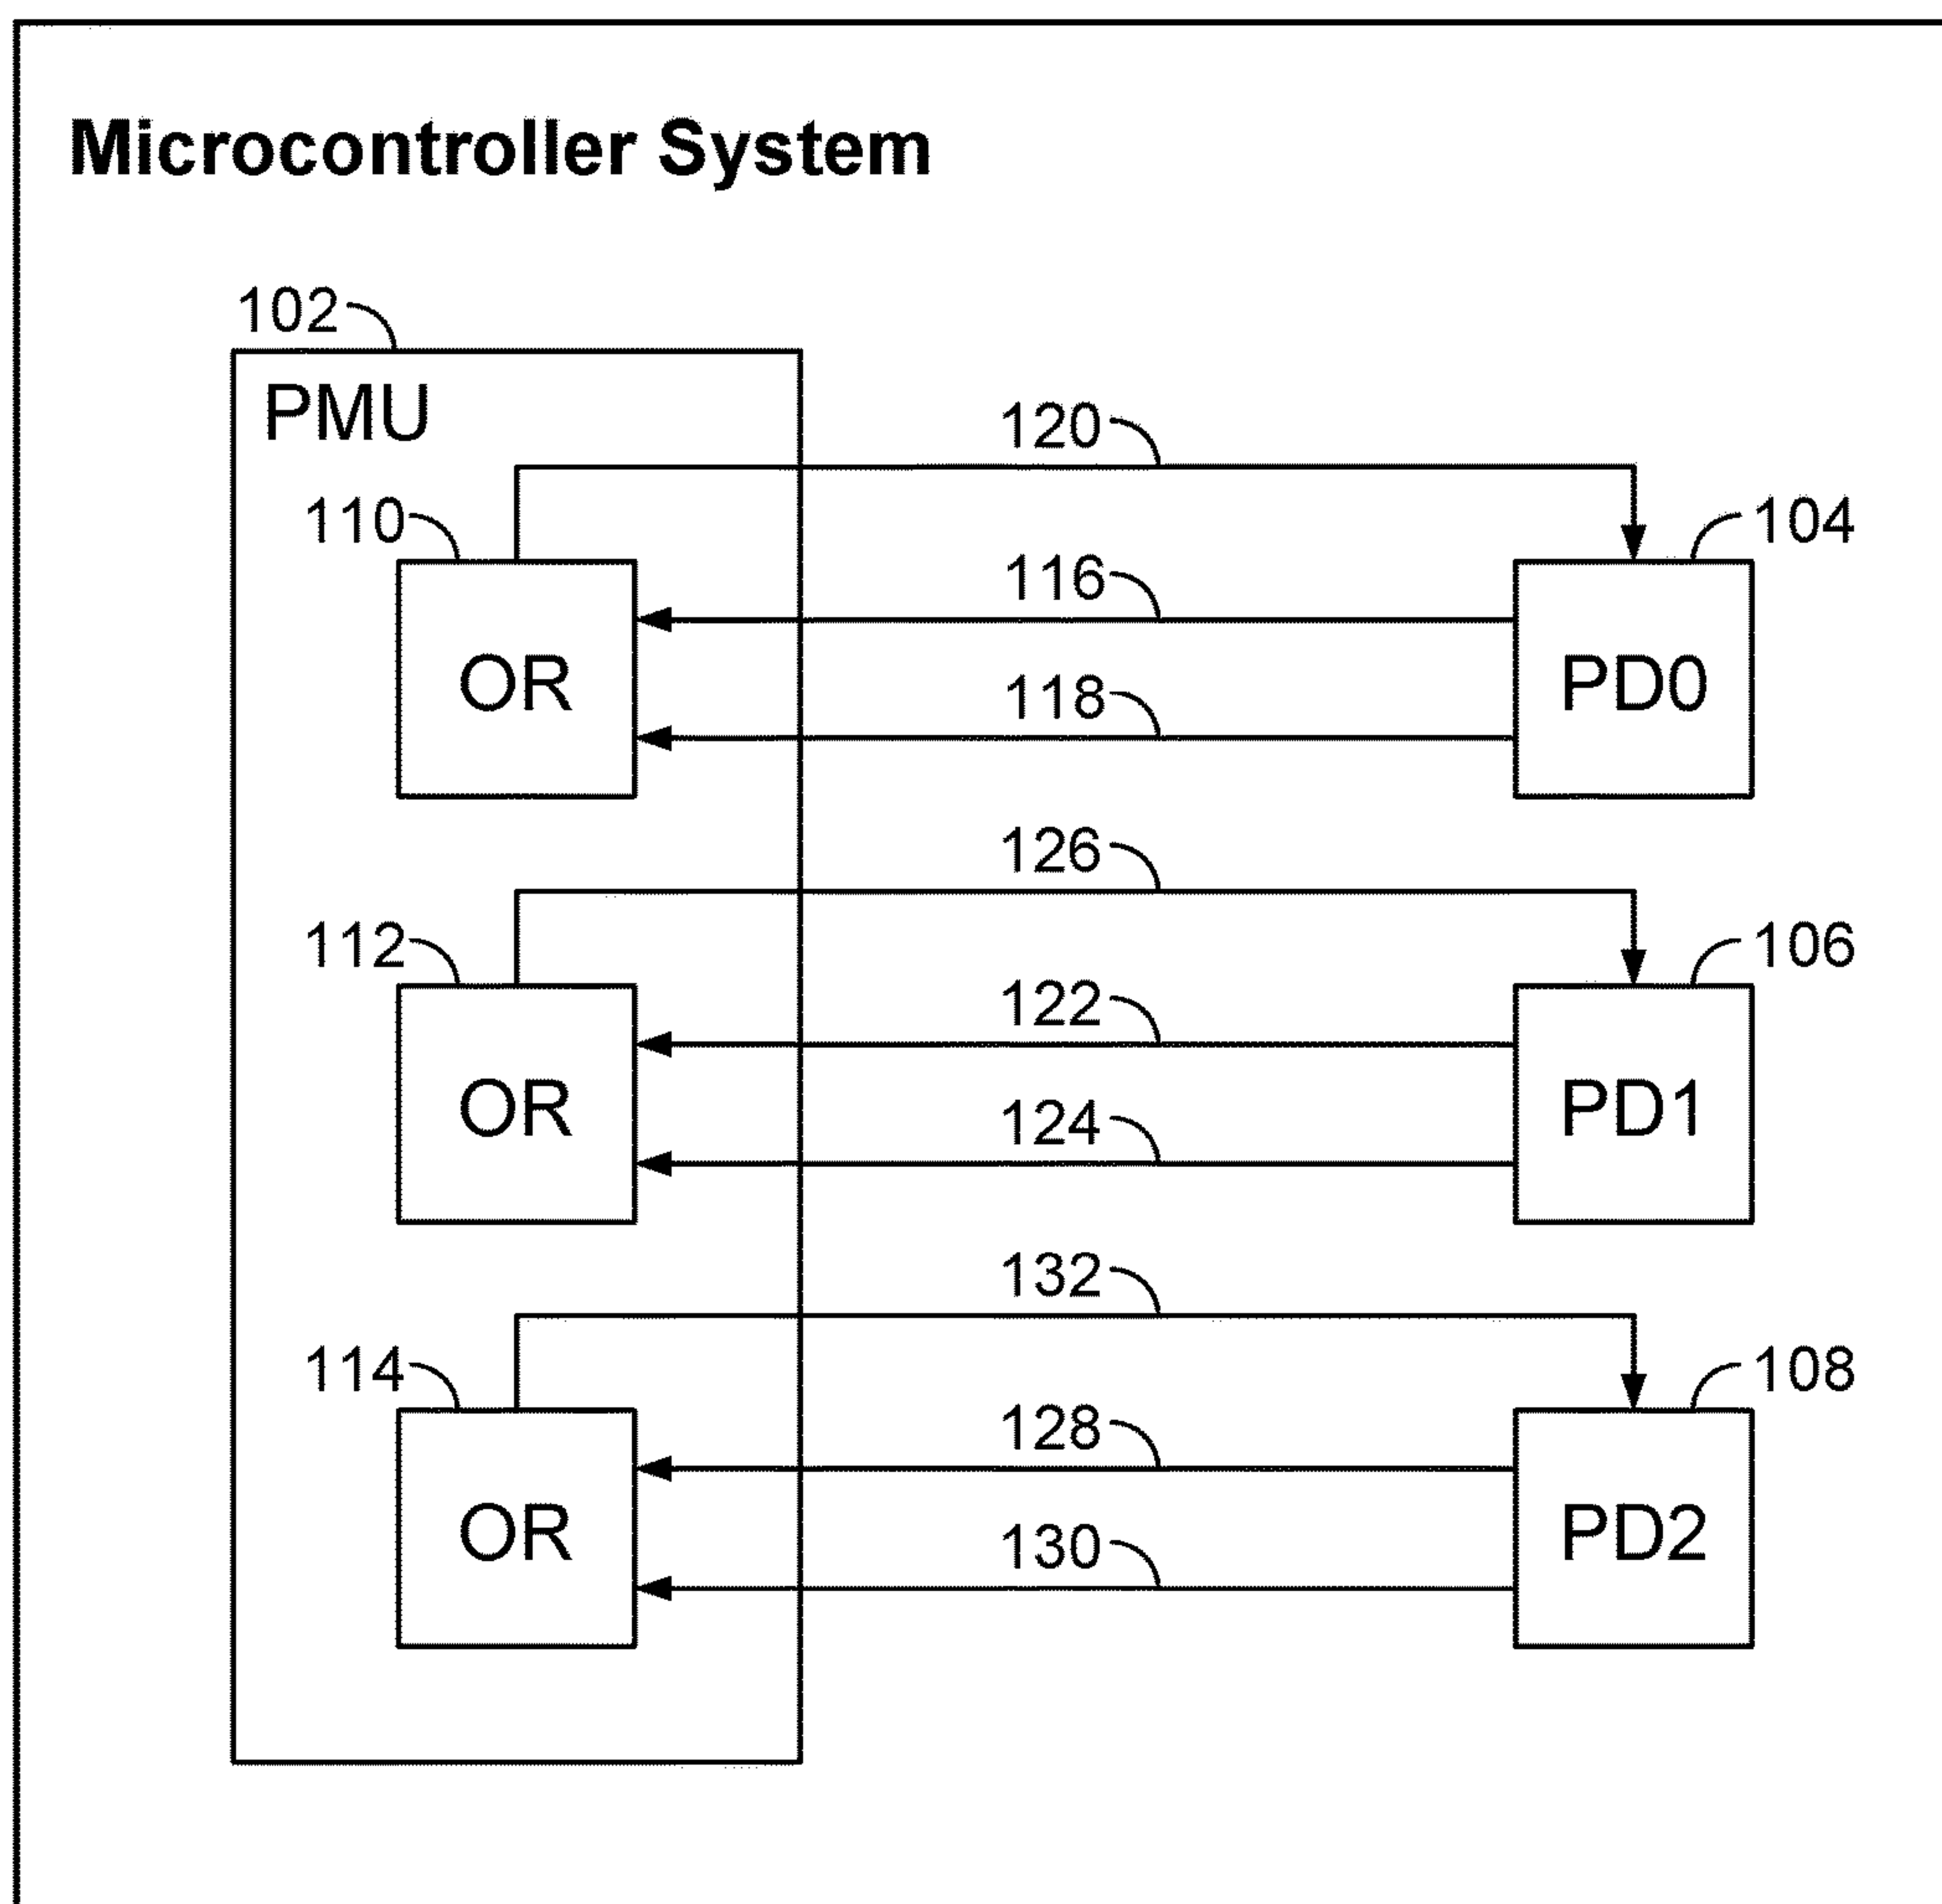 Microcontroller System
102
PMU
120
110
104
116
OR
PD0
118
126
112
106
122
OR
PD1
124
132
114
108
128
OR
PD2
130